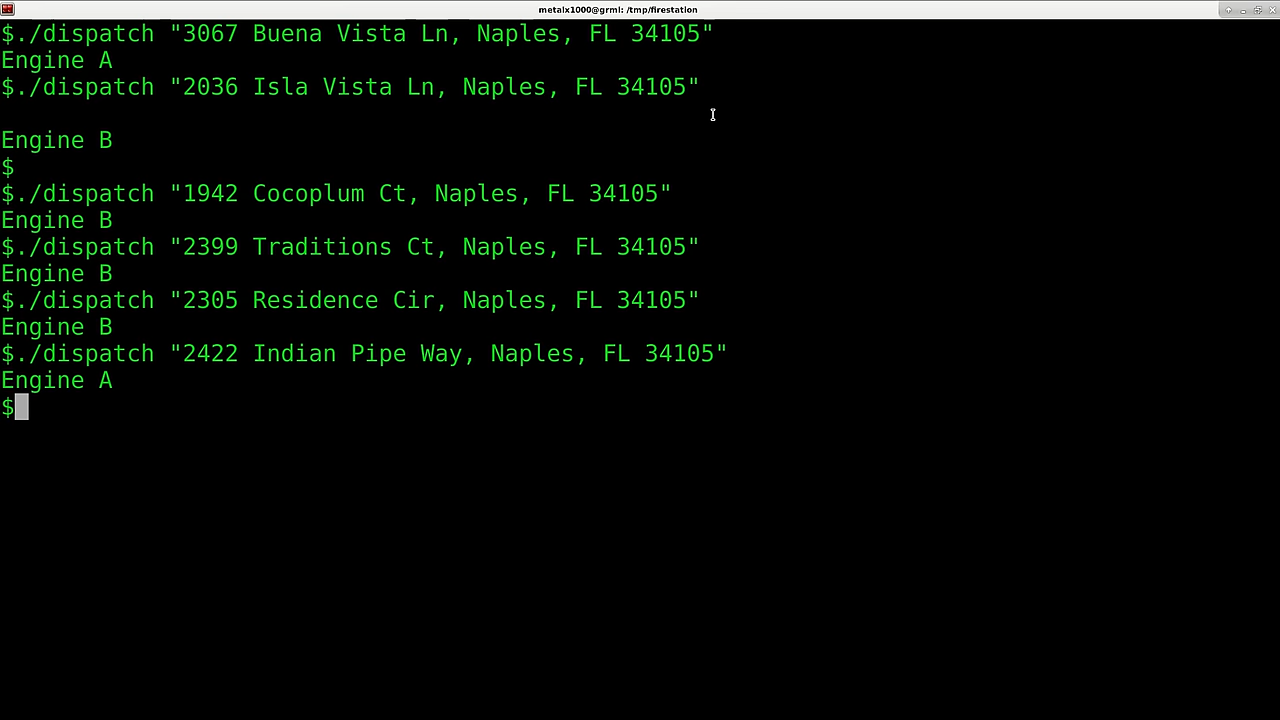 metalx1000@grml: /tmp/firestation
$./dispatch "3067 Buena Vista Ln, Naples, FL 34105"
Engine A
$./dispatch "2036 Isla Vista Ln, Naples, FL 34105"
Engine B
$
$./dispatch "1942 Cocoplum Ct, Naples, FL 34105"
Engine B
$./dispatch "2399 Traditions Ct, Naples, FL 34105"
Engine B
$./dispatch "2305 Residence Cir, Naples, FL 34105"
Engine B
$./dispatch "2422 Indian Pipe Way, Naples, FL 34105"
Engine A
$